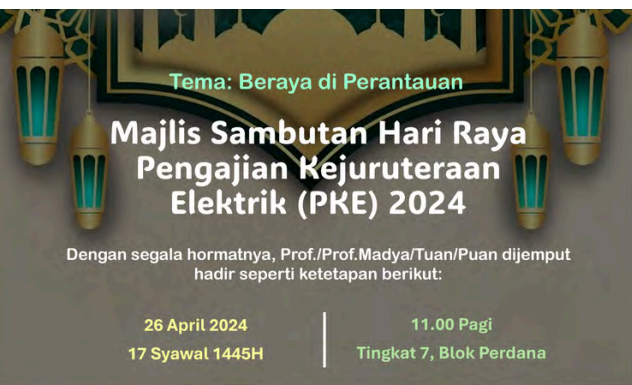 Tema: Beraya di Perantauan
Majlis Sambutan Hari Raya
Pengajian Kejuruteraan
Elektrik (PKE) 2024
Dengan segala hormatnya, Prof./Prof.Madya/Tuan/Puan dijemput
hadir seperti ketetapan berikut:
26 April 2024
17 Syawal 1445H
11.00 Pagi
Tingkat 7, Blok Perdana